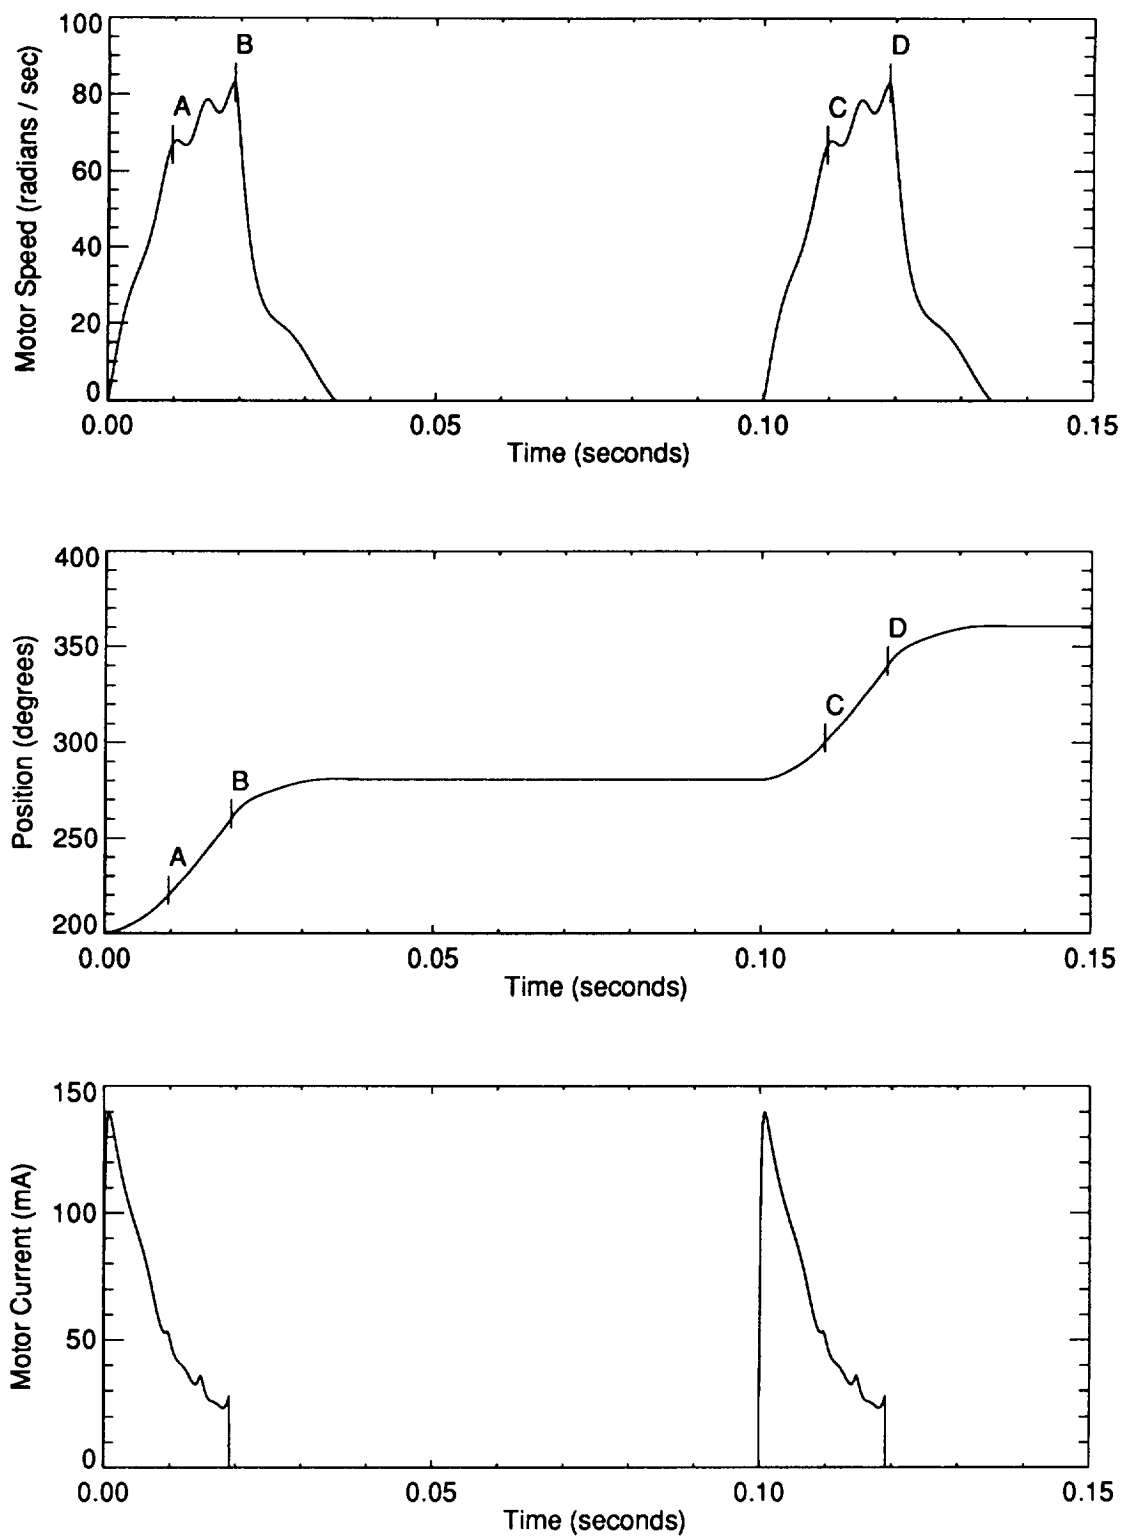 100
80
60
40
20
0
Motor Speed (radians / sec)
A
B
C
D
0.00
0.05
0.10
0.15
Time (seconds)
400
350
300
250
200
Position (degrees)
A
B
C
D
0.00
0.05
0.10
0.15
Time (seconds)
150
100
50
0
Motor Current (mA)
0.00
0.05
0.10
0.15
Time (seconds)